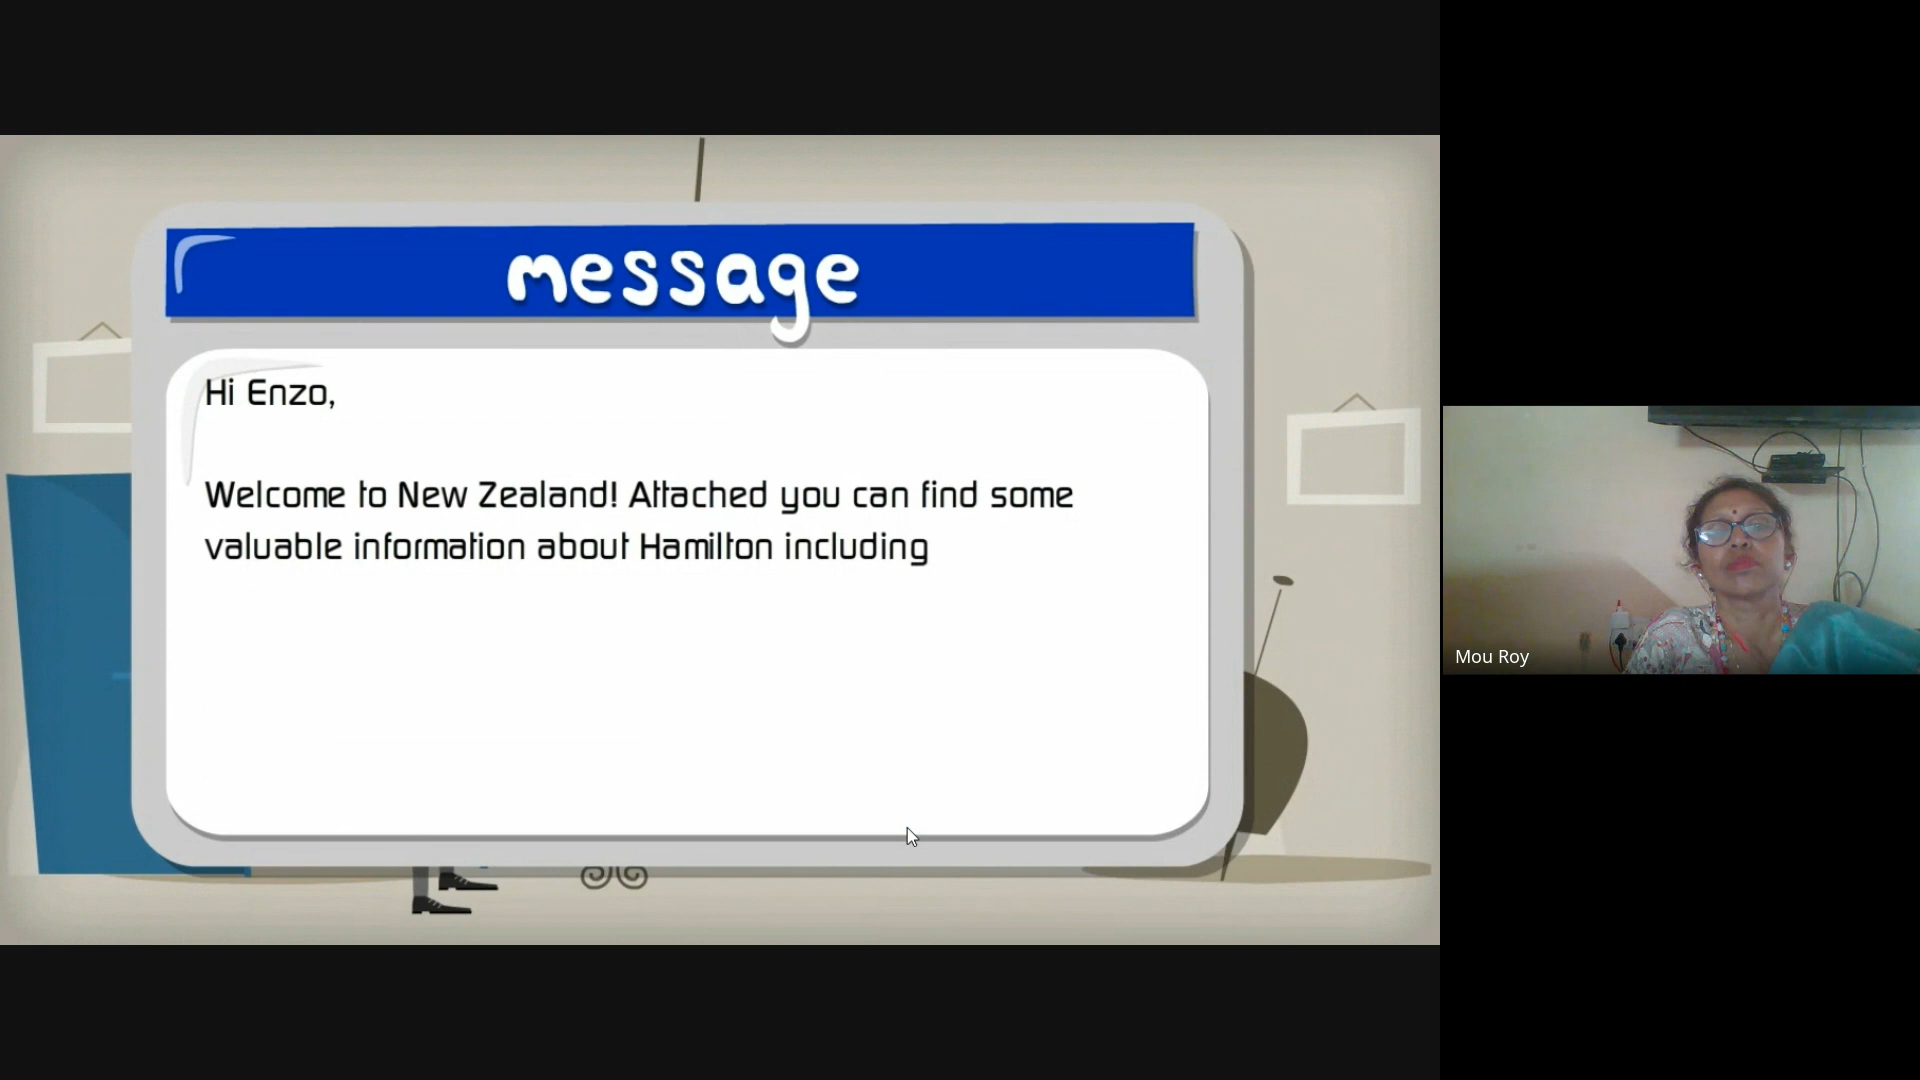 message
Hi Enzo,
Welcome to New Zealand! Attached you can find some
valuable information about Hamilton including
Mou Roy